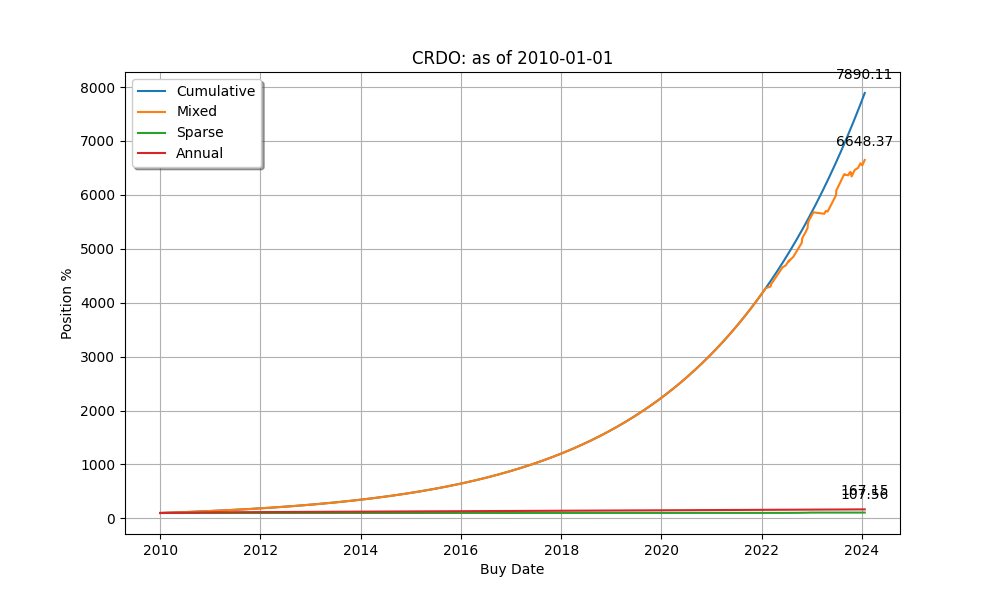 CRDO: as of 2010-01-01
Cumulative
Mixed
Sparse
Annual
7890.11
6648.37
167.15
107.56
Position %
8000
7000
6000
5000
4000
3000
2000
1000
0
2010 2012 2014 2016 2018 2020 2022 2024
Buy Date